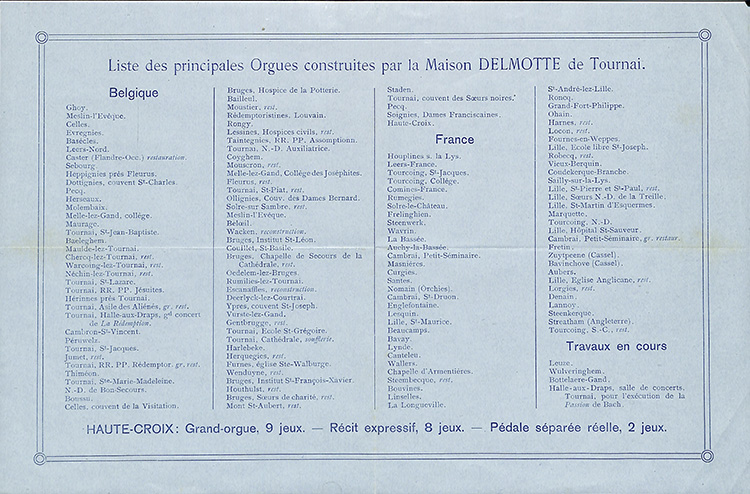 Liste des principales Orgues construites par la Maison DELMOTTE de Tournai.
Belgique
Ghoy.
Meslin-l'Evêque.
Celles.
Evregnies.
Basècles.
Leers-Nord.
Caster (Flandre-Occ.) restauration.
Sebourg.
Heppignies près Fleurus.
Dottignies, couvent St-Charles.
Pecq.
Herseaux.
Molembaix.
Melle-lez-Gand, collège.
Maurage.
Tournai, St-Jean-Baptiste.
Baeleghem.
Maulde-lez-Tournai.
Chercq-lez-Tournai, rest.
Warcoing-lez-Tournai, rest.
Néchin-lez-Tournai, rest.
Tournai, St-Lazare.
Tournai, RR. PP. Jésuites.
Hérinnes près Tournai.
Tournai, Asile des Aliénés, gr. rest.
Tournai, Halle-aux-Draps, gd concert
de La Rédemption.
Cambron-St-Vincent.
Péruwelz.
Tournai, St-Jacques.
Jumet, rest.
Tournai, RR. PP. Rédemptor. gr. rest.
Thiméon.
Tournai, Ste-Marie-Madeleine.
N.-D. de Bon-Secours.
Boussu.
Celles, couvent de la Visitation.
Bruges, Hospice de la Potterie.
Bailleul.
Moustier, rest.
Rédemptoristines, Louvain.
Rongy.
Lessines, Hospices civils, rest.
Taintegnies, RR. PP. Assomptionn.
Tournai, N.-D. Auxiliatrice.
Coyghem.
Mouscron, rest.
Melle-lez-Gand, Collège des Joséphites.
Fleurus, rest.
Tournai, St-Piat, rest.
Ollignies, Couv. des Dames Bernard.
Solre-sur Sambre, rest.
Meslin-l'Evêque.
Belœil.
Wacken, reconstruction.
Bruges, Institut St-Léon.
Couillet, St-Basile.
Bruges, Chapelle de Secours de la
Cathédrale, rest.
Oedelem-lez-Bruges.
Rumilies-lez-Tournai.
Escanaffles, reconstruction.
Deerlyck-lez-Courtrai.
Ypres, couvent St-Joseph.
Vurste-lez-Gand.
Gentbrugge, rest.
Tournai, Ecole St-Grégoire.
Tournai, Cathédrale, soufflerie.
Harlebeke.
Herquegies, rest.
Furnes, église Ste-Walburge.
Wenduyne, rest.
Bruges, Institut St-François-Xavier.
Houthulst, rest.
Bruges, Sœurs de charité, rest.
Mont St-Aubert, rest.
Staden.
Tournai, couvent des Sœurs noires.
Pecq.
Soignies, Dames Franciscaines.
Haute-Croix.
France
Houplines s. la Lys.
Leers-France.
Tourcoing, St-Jacques.
Tourcoing, Collège.
Comines-France.
Rumegies.
Solre-le-Château.
Frelinghien.
Steenwerk.
Wavrin.
La Bassée.
Auchy-la-Bassée.
Cambrai, Petit-Séminaire.
Masnières.
Curgies.
Santes.
Nomain (Orchies).
Cambrai, St-Druon.
Englefontaine.
Lesquin.
Lille, St-Maurice.
Beaucamps.
Bavay.
Lynde.
Canteleu.
Wallers.
Chapelle d'Armentières.
Steembecque, rest.
Bouvines.
Linselles.
La Longueville.
St-André-lez-Lille.
Roncq.
Grand-Fort-Philippe.
Ohain.
Harnes, rest.
Locon, rest.
Fournes-en-Weppes.
Lille, Ecole libre St-Joseph.
Robecq, rest.
Vieux-Berquin.
Coudekerque-Branche.
Sailly-sur-la-Lys.
Lille, St-Pierre et St-Paul, rest.
Lille, Sœurs N.-D. de la Treille.
Lille, St-Martin d'Esquermes.
Marquette.
Tourcoing, N.-D.
Lille, Hôpital St-Sauveur.
Cambrai, Petit-Séminaire, gr. restaur.
Fretin.
Zuytpeene (Cassel).
Bavinchove (Cassel).
Aubers.
Lille, Eglise Anglicane, rest.
Lorgies, rest.
Denain.
Lannoy.
Steenkerque.
Streatham (Angleterre).
Tourcoing, S.-C., rest.
Travaux en cours
Leuze.
Wulveringhem.
Bottelaere-Gand.
Halle-aux-Draps, salle de concerts,
Tournai, pour l'exécution de la
Passion de Bach.
HAUTE-CROIX: Grand-orgue, 9 jeux. — Récit expressif, 8 jeux. — Pédale séparée réelle, 2 jeux.